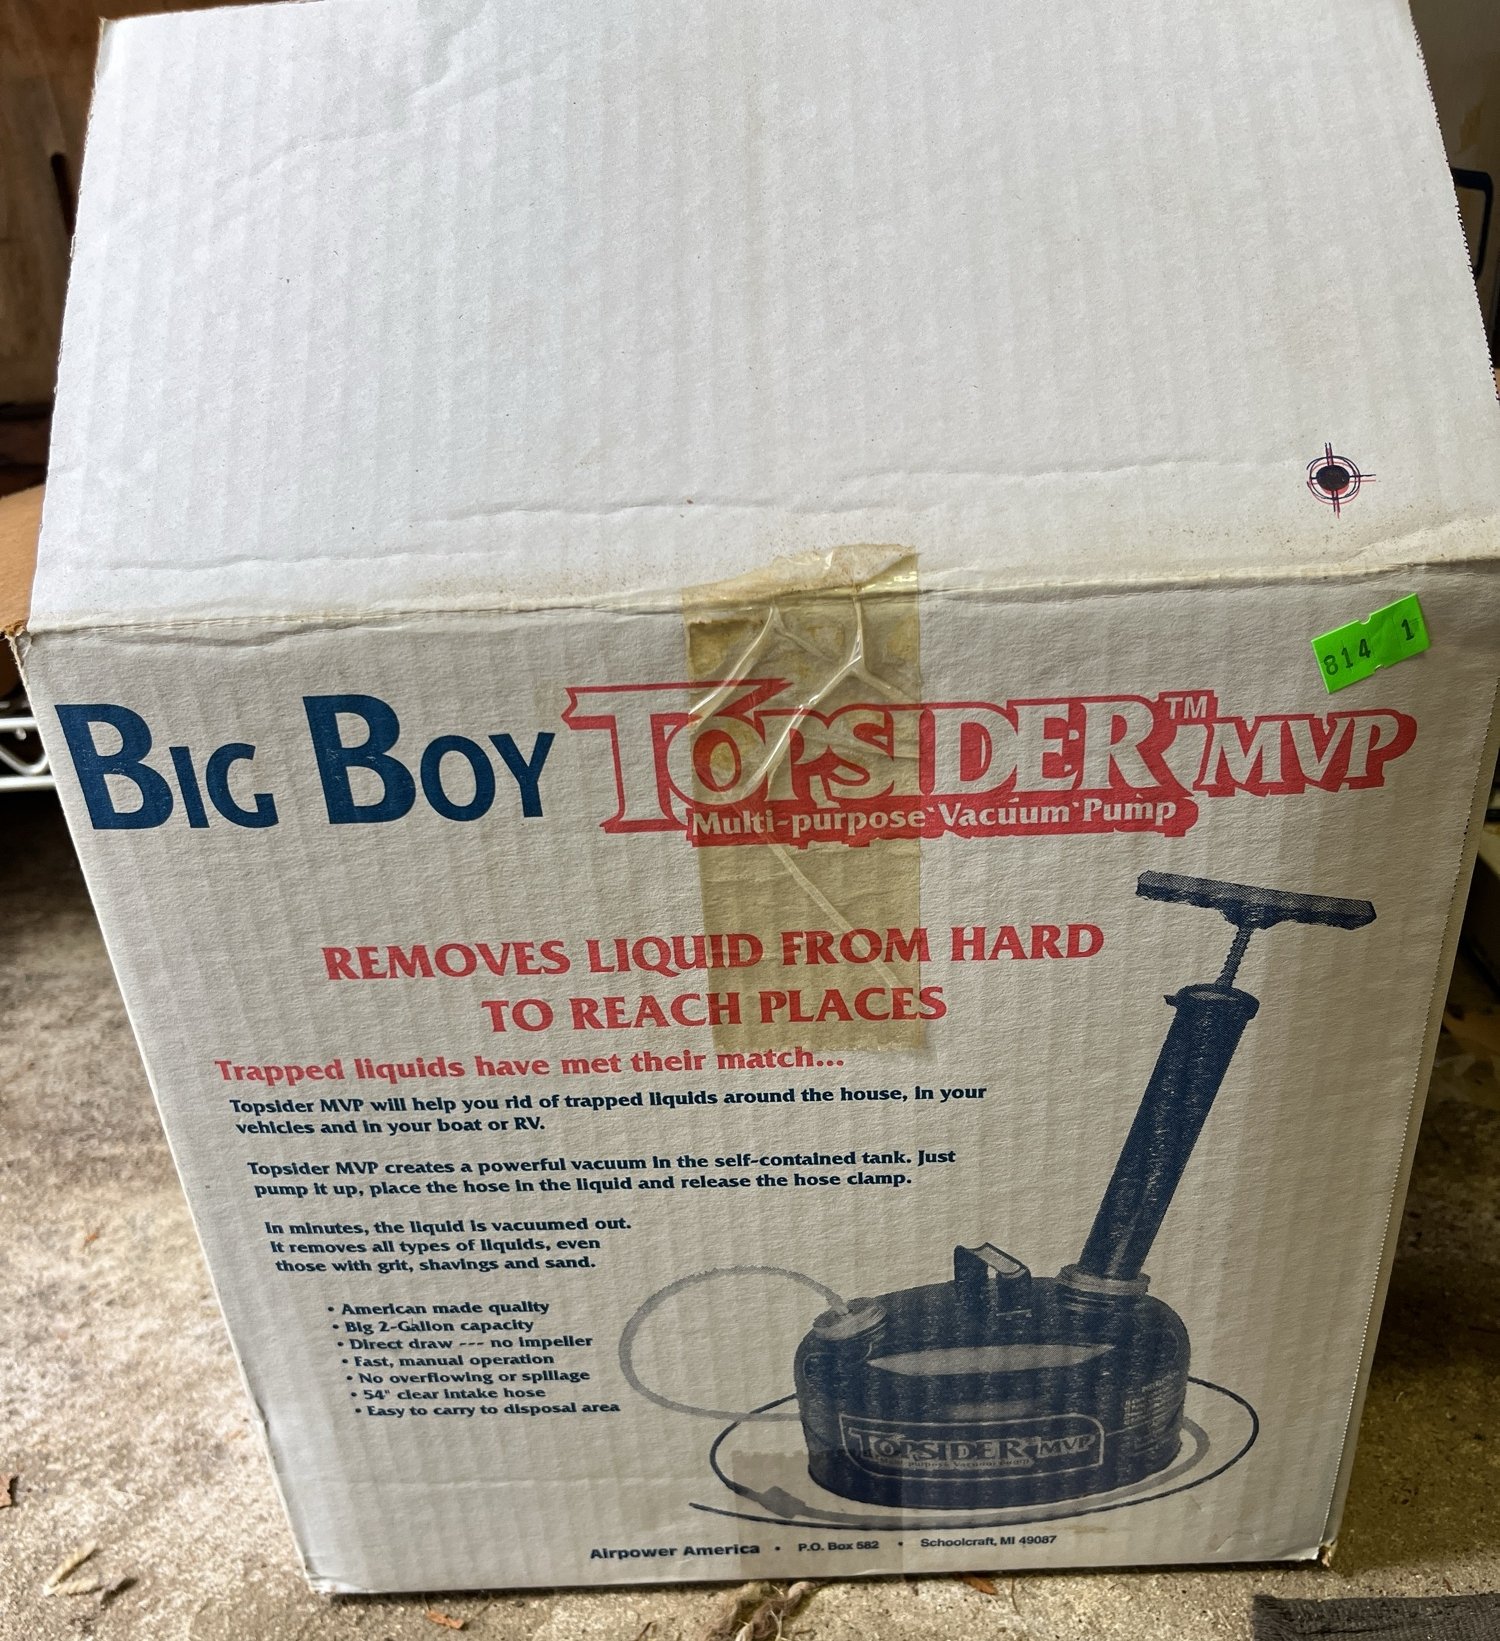 814 1
BIG BOY TOPSIDER™ MVP
Multi-purpose Vacuum Pump
REMOVES LIQUID FROM HARD
TO REACH PLACES
Trapped liquids have met their match...
Topsider MVP will help you rid of trapped liquids around the house, in your
vehicles and in your boat or RV.
Topsider MVP creates a powerful vacuum in the self-contained tank. Just
pump it up, place the hose in the liquid and release the hose clamp.
In minutes, the liquid is vacuumed out.
It removes all types of liquids, even
those with grit, shavings and sand.
• American made quality
• Big 2-Gallon capacity
• Direct draw --- no impeller
• Fast, manual operation
• No overflowing or spillage
• 54" clear intake hose
• Easy to carry to disposal area
TOPSIDER MVP
Multi-purpose Vacuum Pump
Airpower America • P.O. Box 582 • Schoolcraft, MI 49087